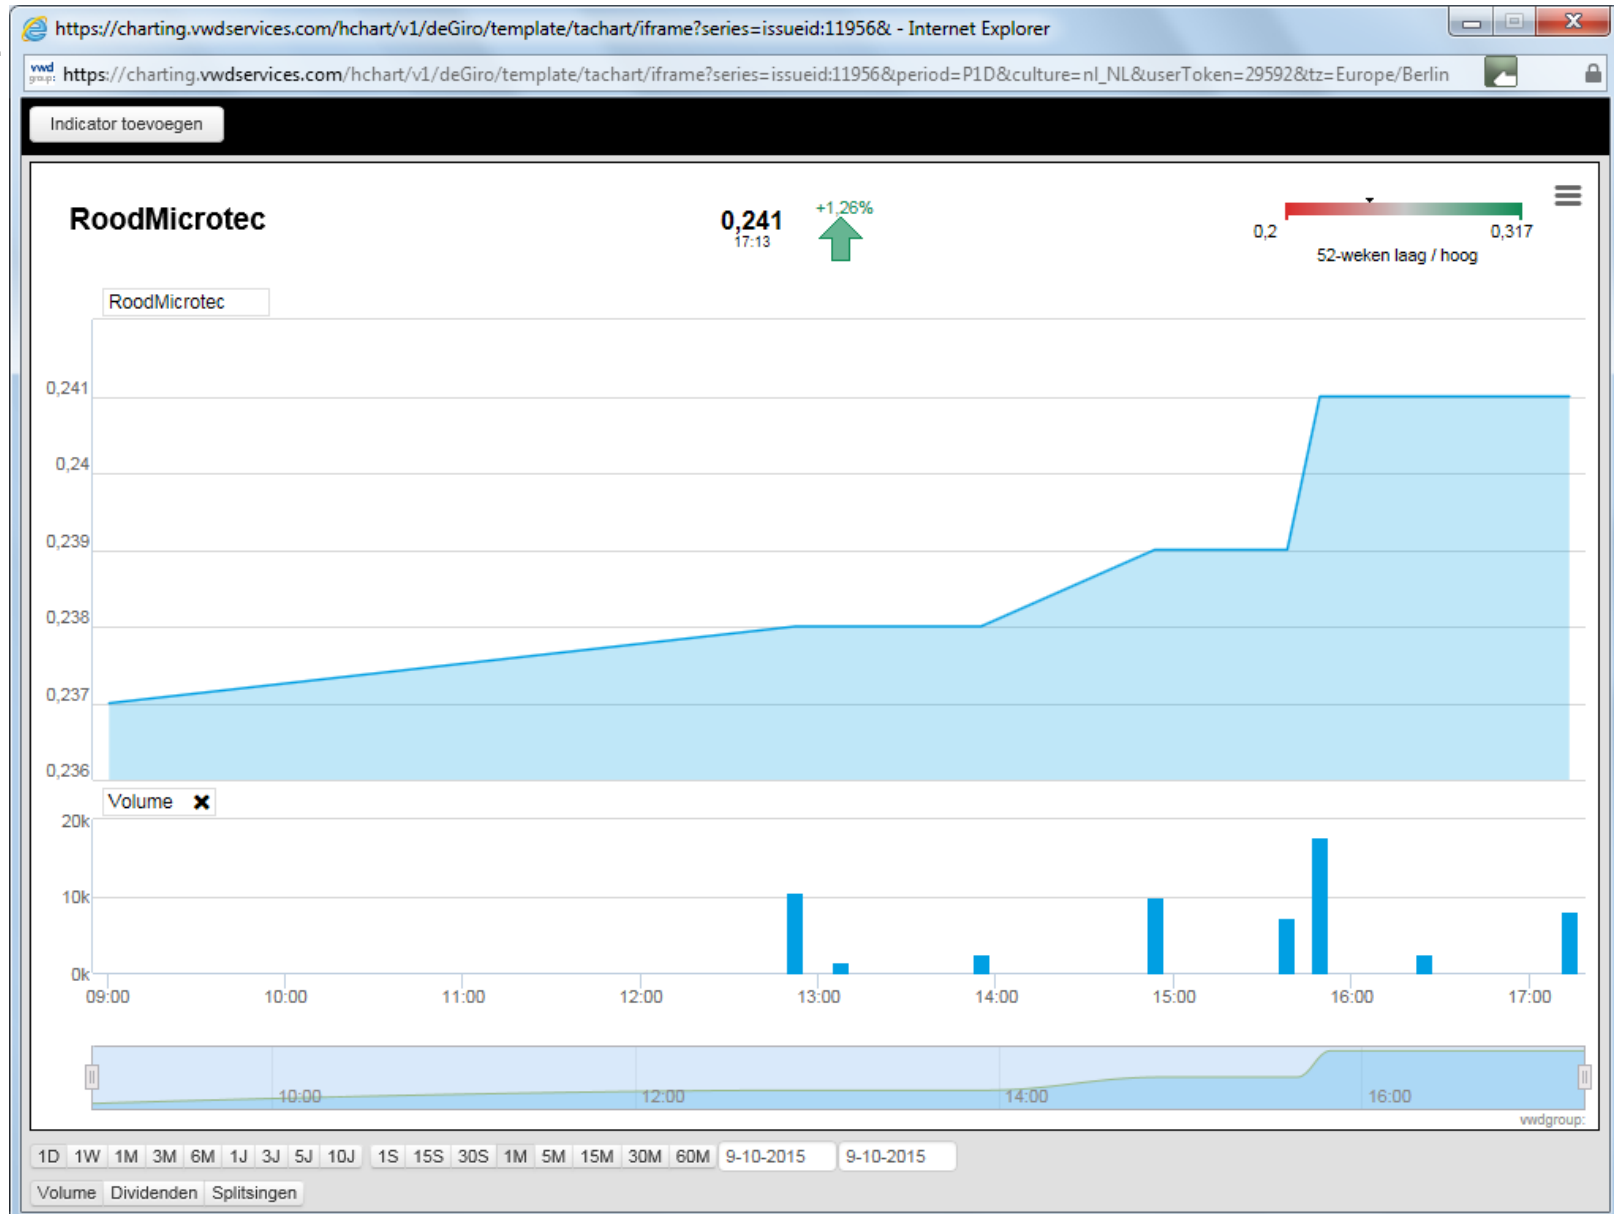 https://charting.vwdservices.com/hchart/v1/deGiro/template/tachart/iframe?series=issueid:11956& - Internet Explorer
vwd group: https://charting.vwdservices.com/hchart/v1/deGiro/template/tachart/iframe?series=issueid:11956&period=P1D&culture=nl_NL&userToken=29592&tz=Europe/Berlin
Indicator toevoegen
RoodMicrotec
0,241
17:13
+1,26%
0,2 0,317
52-weken laag / hoog
RoodMicrotec
0,241
0,24
0,239
0,238
0,237
0,236
Volume
20k
10k
0k
09:00 10:00 11:00 12:00 13:00 14:00 15:00 16:00 17:00
10:00 12:00 14:00 16:00
vwdgroup:
1D 1W 1M 3M 6M 1J 3J 5J 10J 1S 15S 30S 1M 5M 15M 30M 60M 9-10-2015 9-10-2015
Volume Dividenden Splitsingen